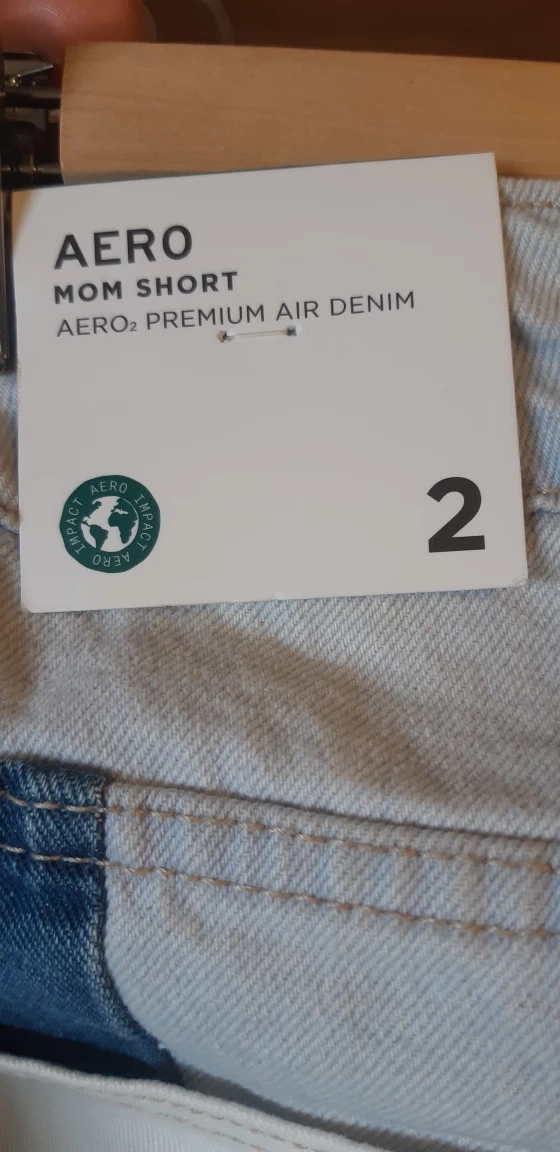 AERO
MOM SHORT
AERO₂ PREMIUM AIR DENIM
AERO IMPACT AERO IMPACT
2